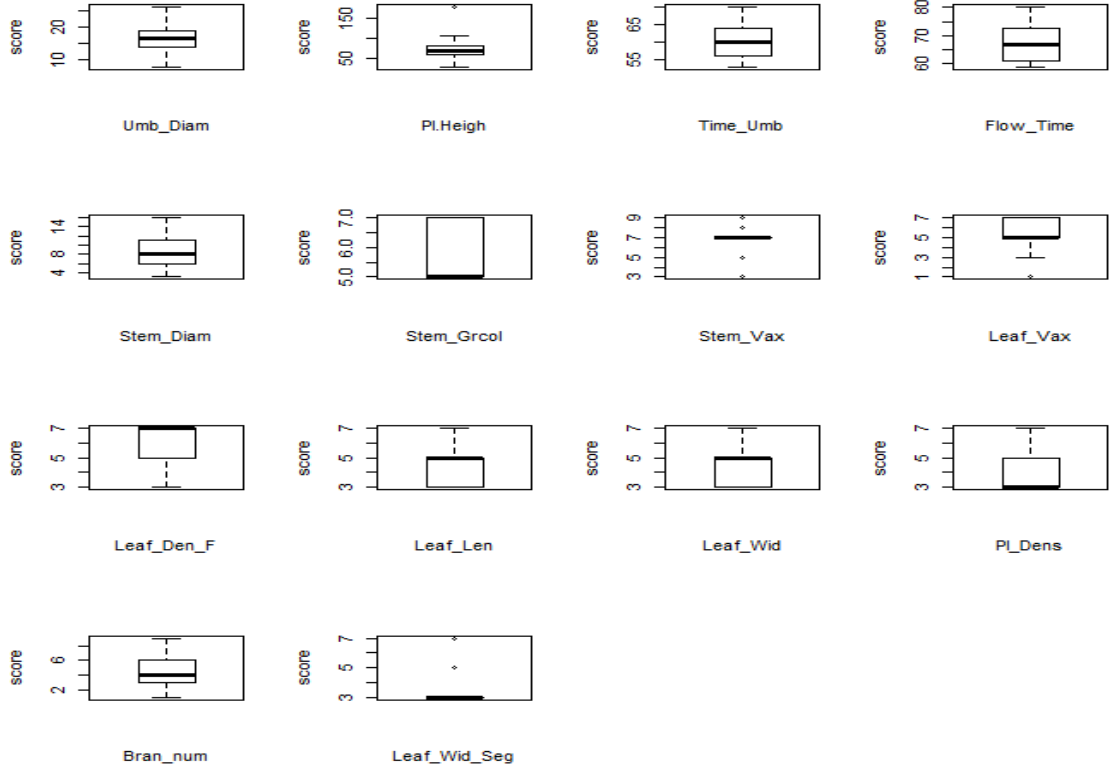 score 10 20 Umb_Diam
score 50 150 Pl.Heigh
score 55 65 Time_Umb
score 60 70 80 Flow_Time
score 4 8 14 Stem_Diam
score 5.0 6.0 7.0 Stem_Grcol
score 3 5 7 9 Stem_Vax
score 1 3 5 7 Leaf_Vax
score 3 5 7 Leaf_Den_F
score 3 5 7 Leaf_Len
score 3 5 7 Leaf_Wid
score 3 5 7 Pl_Dens
score 2 6 Bran_num
score 3 5 7 Leaf_Wid_Seg